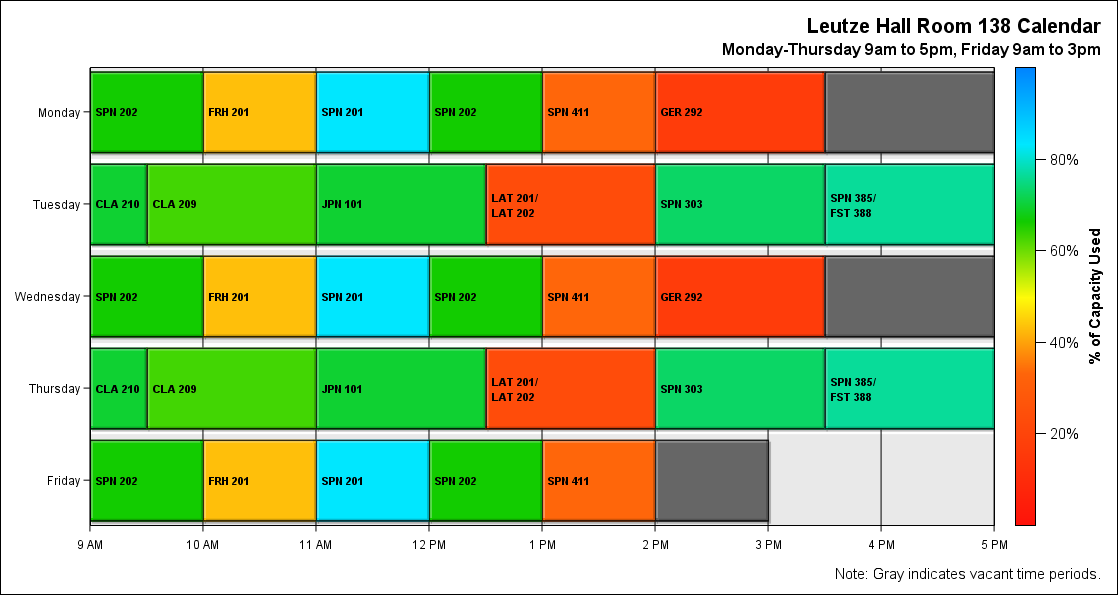 Leutze Hall Room 138 Calendar
Monday-Thursday 9am to 5pm, Friday 9am to 3pm
Monday
SPN 202
FRH 201
SPN 201
SPN 202
SPN 411
GER 292
Tuesday
CLA 210
CLA 209
JPN 101
LAT 201/
LAT 202
SPN 303
SPN 385/
FST 388
Wednesday
SPN 202
FRH 201
SPN 201
SPN 202
SPN 411
GER 292
Thursday
CLA 210
CLA 209
JPN 101
LAT 201/
LAT 202
SPN 303
SPN 385/
FST 388
Friday
SPN 202
FRH 201
SPN 201
SPN 202
SPN 411
9 AM
10 AM
11 AM
12 PM
1 PM
2 PM
3 PM
4 PM
5 PM
80%
60%
40%
20%
% of Capacity Used
Note: Gray indicates vacant time periods.